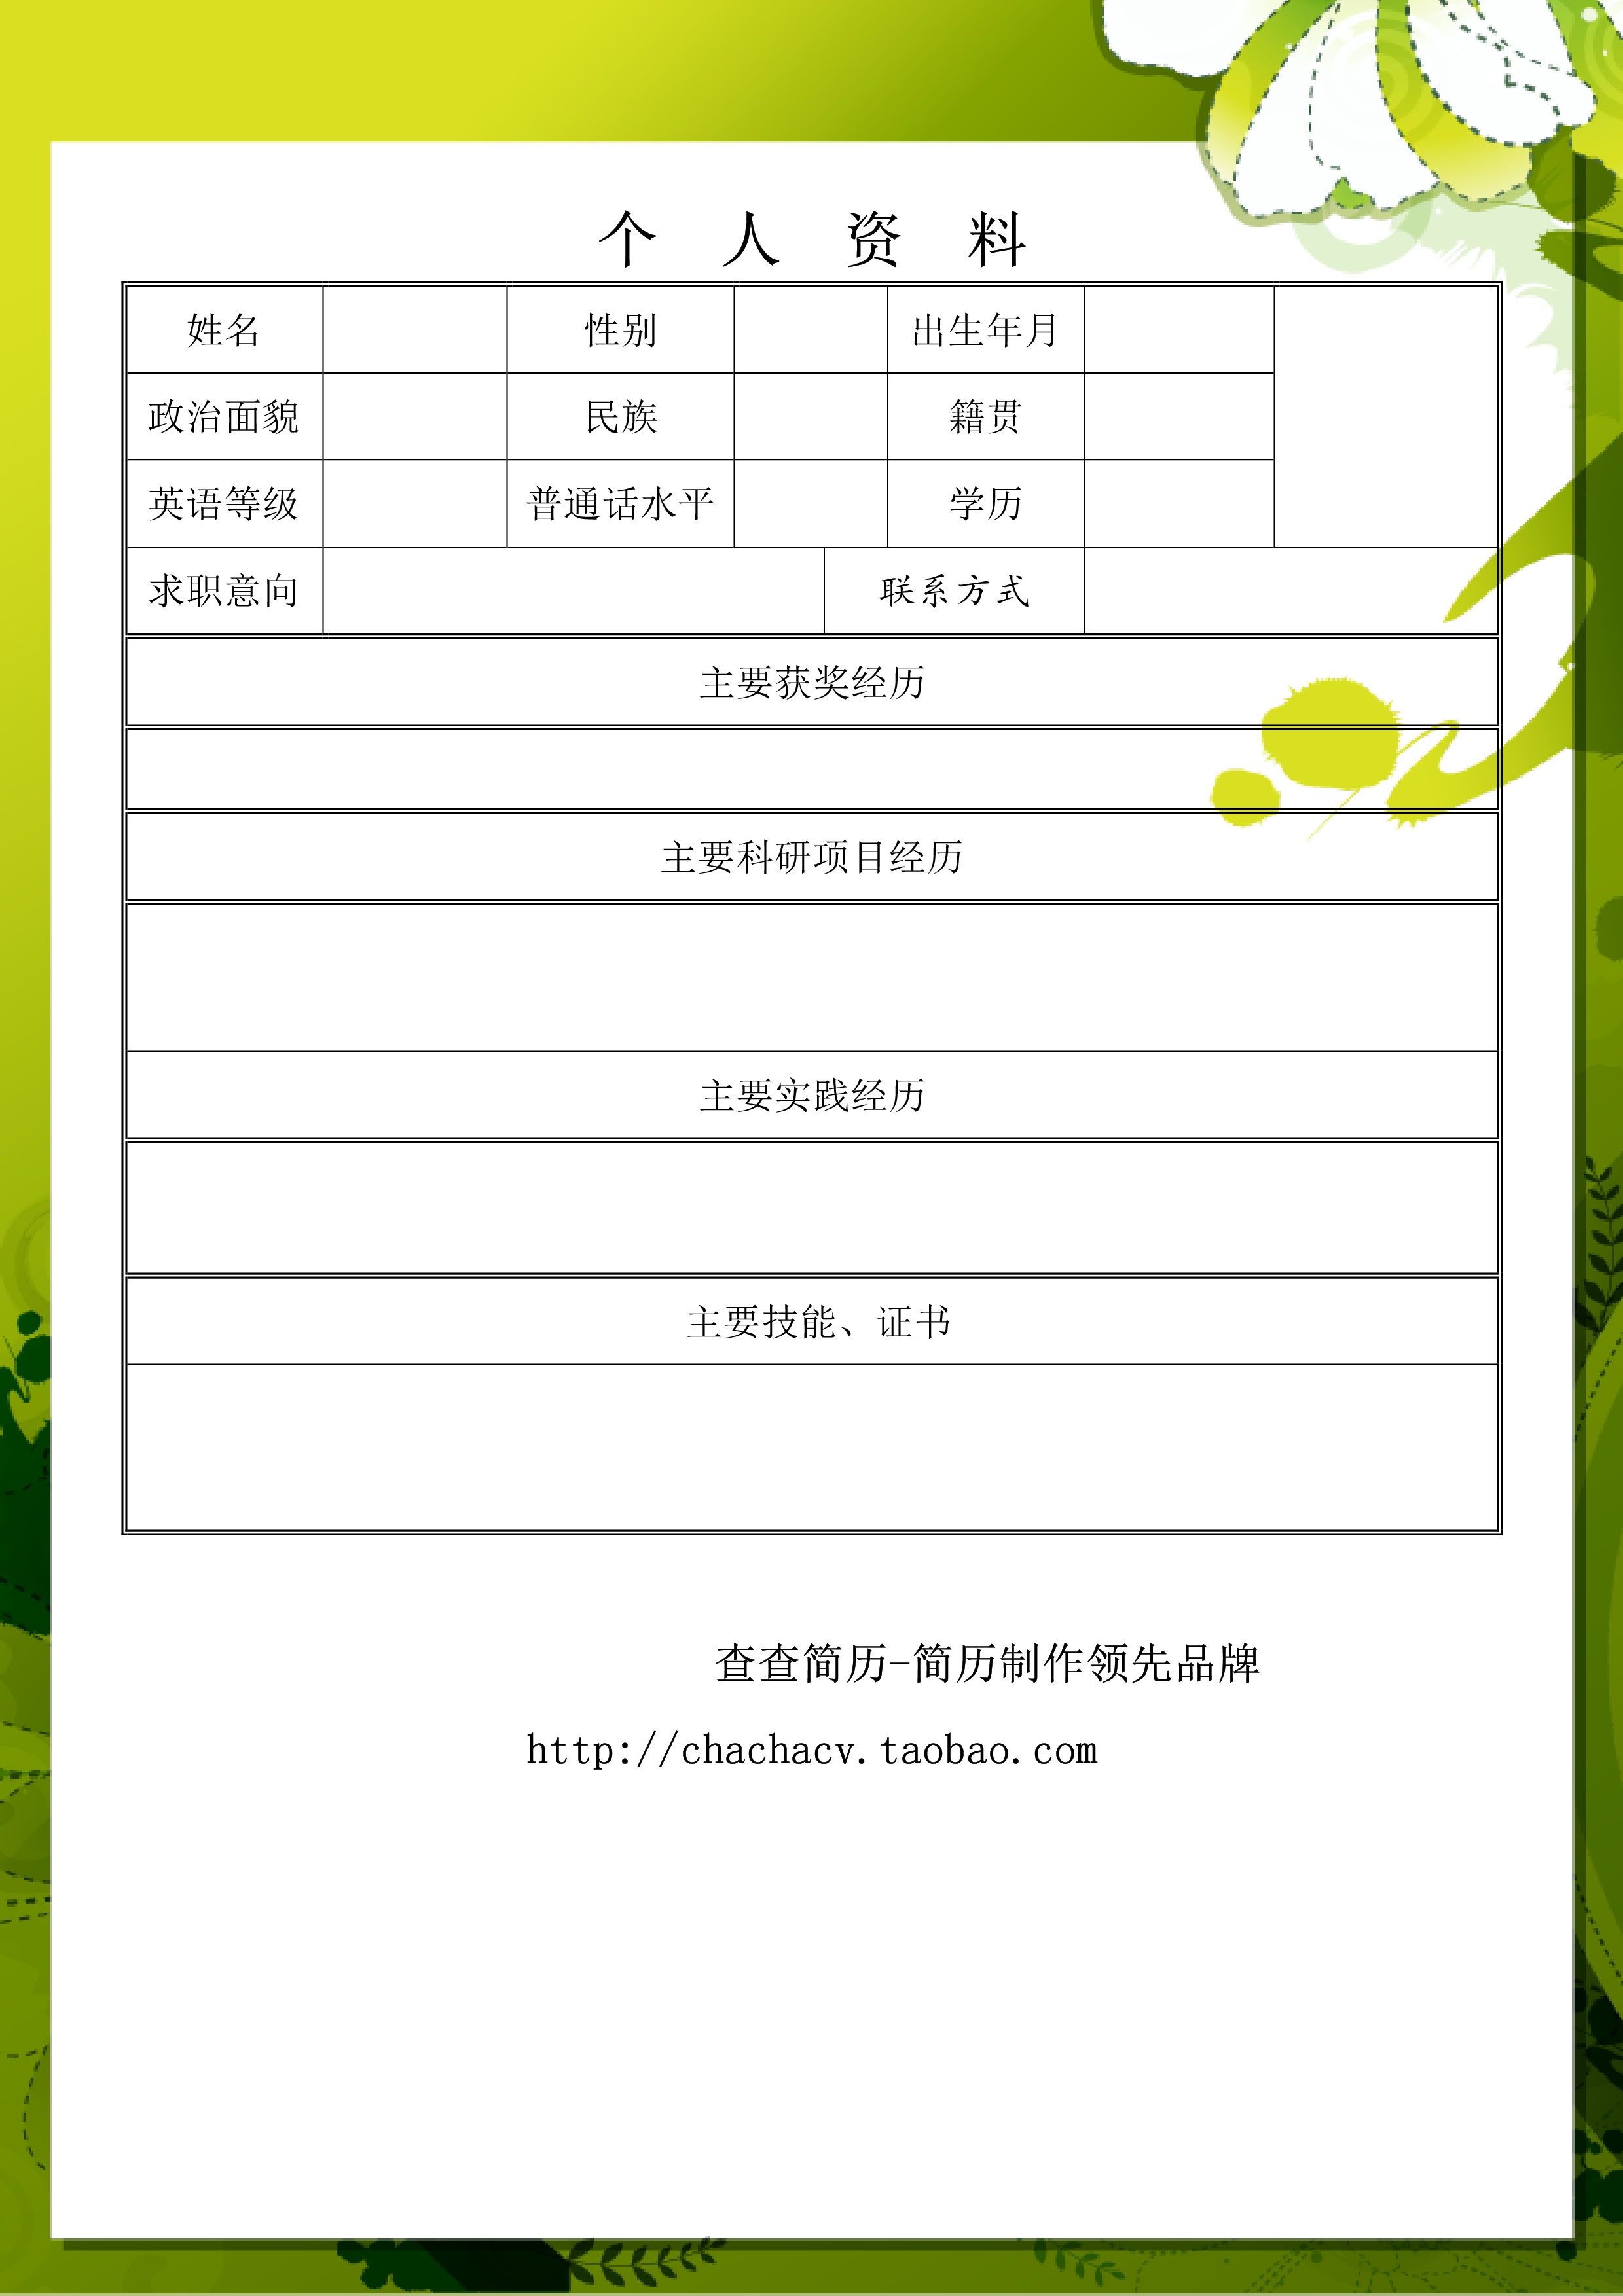 个 人 资 料
姓名 性别 出生年月
政治面貌 民族 籍贯
英语等级 普通话水平 学历
求职意向 联系方式
主要获奖经历
主要科研项目经历
主要实践经历
主要技能、证书
查查简历-简历制作领先品牌
http://chachacv.taobao.com